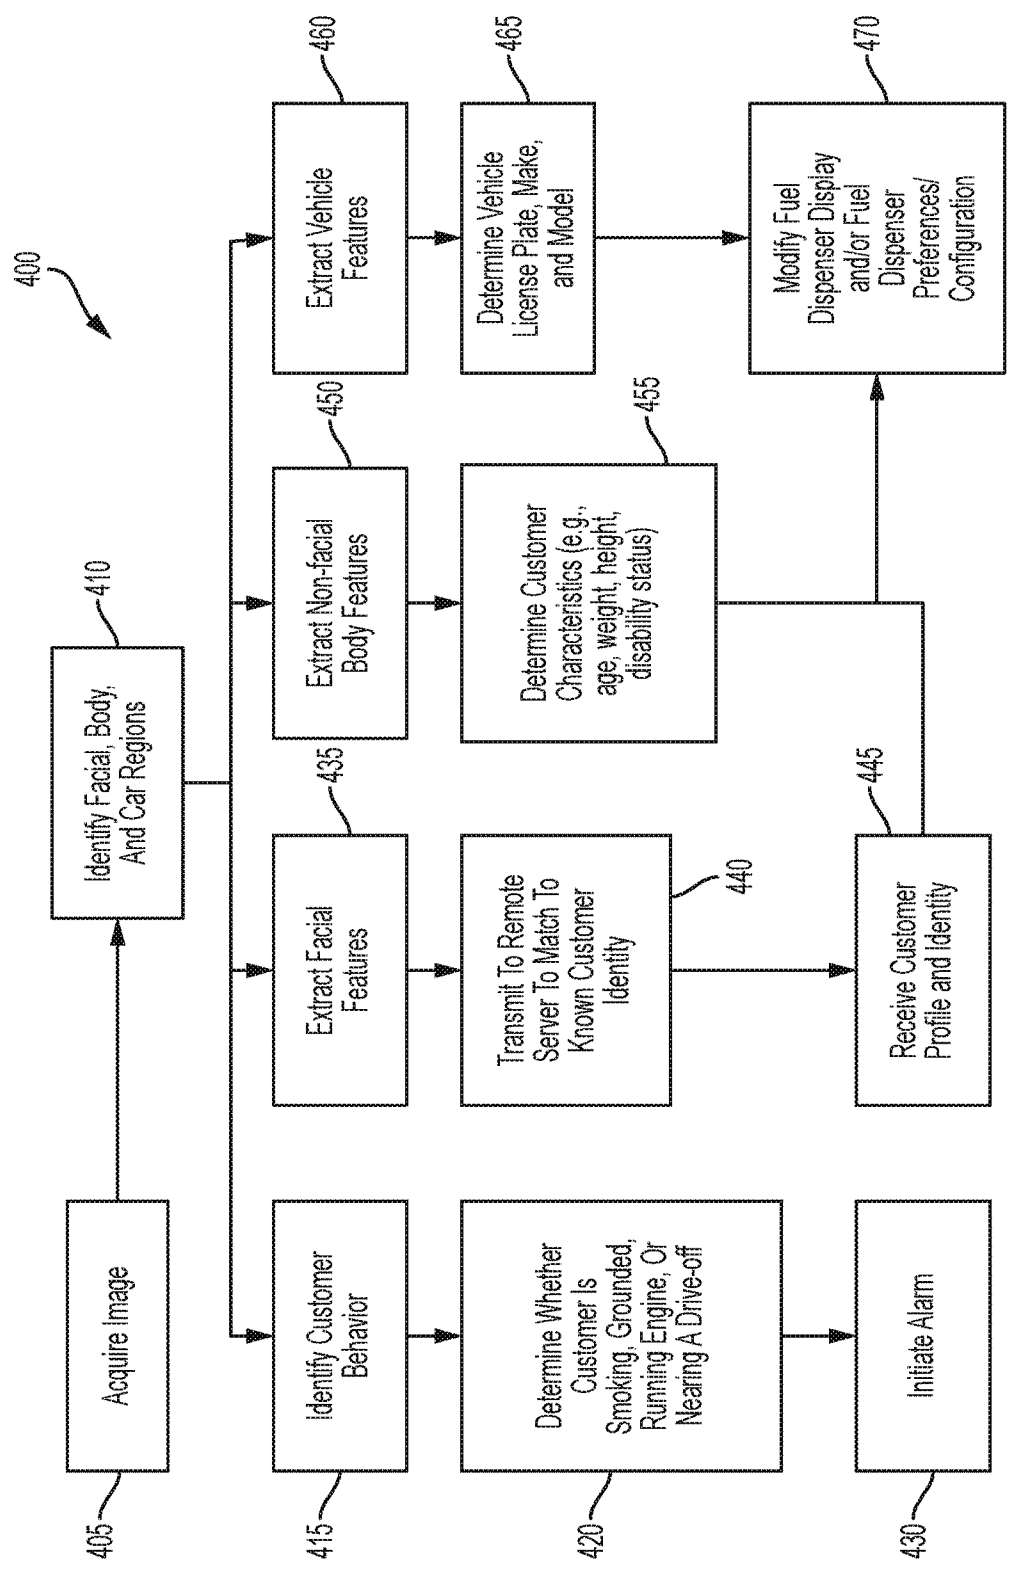 400
405
Acquire Image
410
Identify Facial, Body,
And Car Regions
415
Identify Customer
Behavior
420
Determine Whether
Customer Is
Smoking, Grounded,
Running Engine, Or
Nearing A Drive-off
430
Initiate Alarm
435
Extract Facial
Features
440
Transmit To Remote
Server To Match To
Known Customer
Identity
445
Receive Customer
Profile and Identity
450
Extract Non-facial
Body Features
455
Determine Customer
Characteristics (e.g.,
age, weight, height,
disability status)
460
Extract Vehicle
Features
465
Determine Vehicle
License Plate, Make,
and Model
470
Modify Fuel
Dispenser Display
and/or Fuel
Dispenser
Preferences/
Configuration